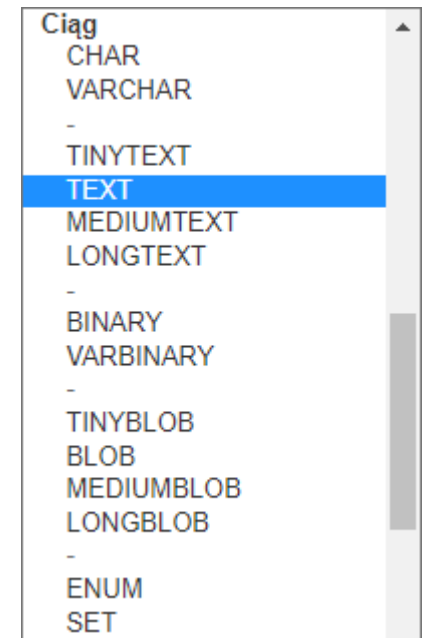 Ciąg
CHAR
VARCHAR
-
TINYTEXT
TEXT
MEDIUMTEXT
LONGTEXT
-
BINARY
VARBINARY
-
TINYBLOB
BLOB
MEDIUMBLOB
LONGBLOB
-
ENUM
SET